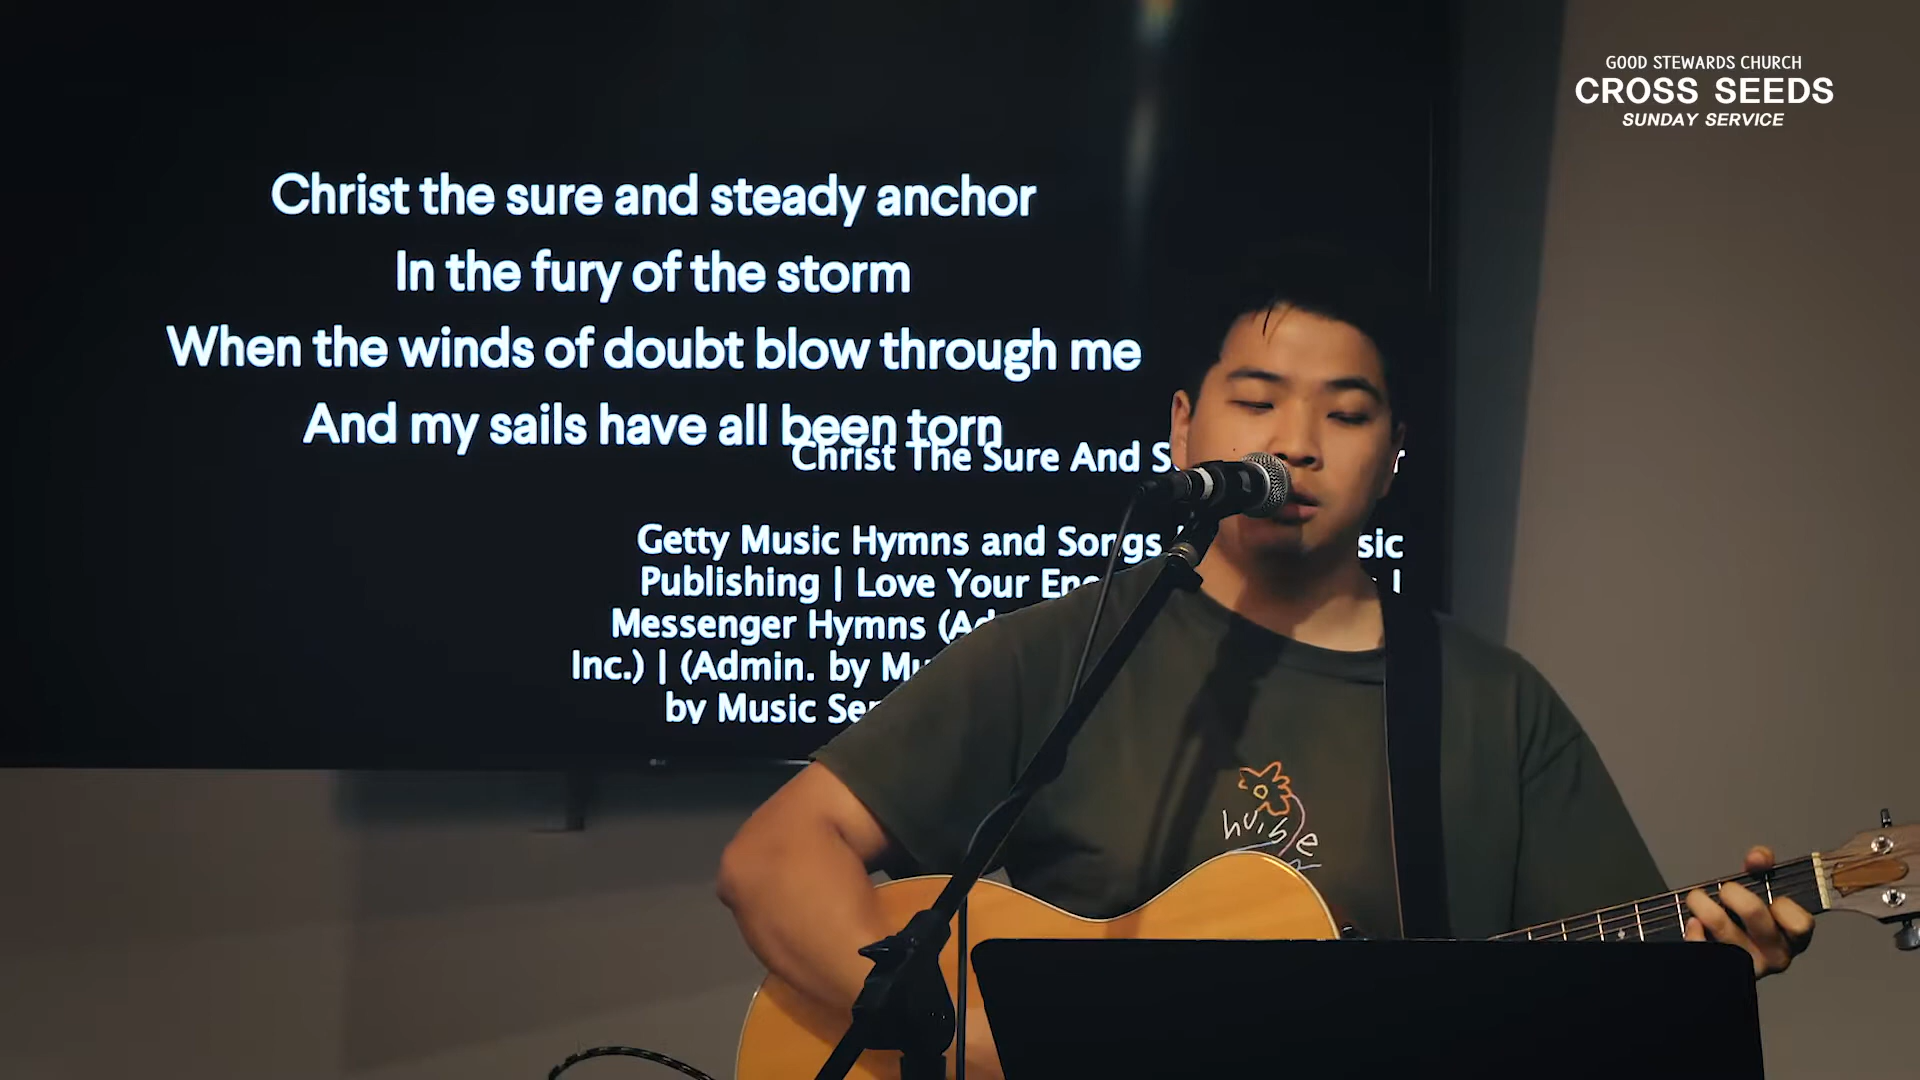 GOOD STEWARDS CHURCH
CROSS SEEDS
SUNDAY SERVICE
Christ the sure and steady anchor
In the fury of the storm
When the winds of doubt blow through me
And my sails have all been torn
Christ The Sure And
Getty Music Hymns and Songs
Publishing | Love Your
Messenger Hymns
Inc.) | (Admin. by
by Music
huis
e